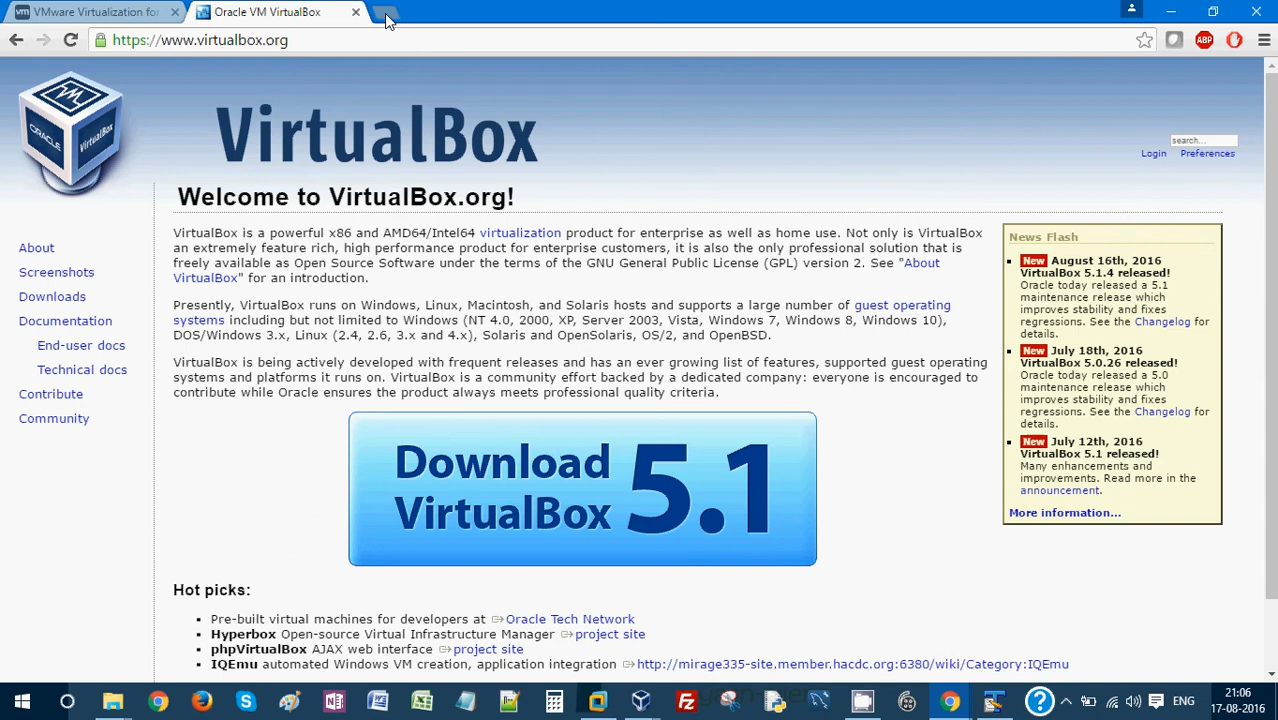 VMware Virtualization for
Oracle VM VirtualBox
https://www.virtualbox.org
ABP
ORACLE
VirtualBox
VirtualBox
search...
Login Preferences
Welcome to VirtualBox.org!
VirtualBox is a powerful x86 and AMD64/Intel64 virtualization product for enterprise as well as home use. Not only is VirtualBox
an extremely feature rich, high performance product for enterprise customers, it is also the only professional solution that is
freely available as Open Source Software under the terms of the GNU General Public License (GPL) version 2. See "About
VirtualBox" for an introduction.
Presently, VirtualBox runs on Windows, Linux, Macintosh, and Solaris hosts and supports a large number of guest operating
systems including but not limited to Windows (NT 4.0, 2000, XP, Server 2003, Vista, Windows 7, Windows 8, Windows 10),
DOS/Windows 3.x, Linux (2.4, 2.6, 3.x and 4.x), Solaris and OpenSolaris, OS/2, and OpenBSD.
VirtualBox is being actively developed with frequent releases and has an ever growing list of features, supported guest operating
systems and platforms it runs on. VirtualBox is a community effort backed by a dedicated company: everyone is encouraged to
contribute while Oracle ensures the product always meets professional quality criteria.
About
Screenshots
Downloads
Documentation
End-user docs
Technical docs
Contribute
Community
News Flash
New August 16th, 2016
VirtualBox 5.1.4 released!
Oracle today released a 5.1
maintenance release which
improves stability and fixes
regressions. See the Changelog for
details.
New July 18th, 2016
VirtualBox 5.0.26 released!
Oracle today released a 5.0
maintenance release which
improves stability and fixes
regressions. See the Changelog for
details.
New July 12th, 2016
VirtualBox 5.1 released!
Many enhancements and
improvements. Read more in the
announcement.
More information...
Download
VirtualBox 5.1
Hot picks:
Pre-built virtual machines for developers at Oracle Tech Network
Hyperbox Open-source Virtual Infrastructure Manager project site
phpVirtualBox AJAX web interface project site
IQEmu automated Windows VM creation, application integration http://mirage335-site.member.hacdc.org:6380/wiki/Category:IQEmu
ENG
21:06
17-08-2016